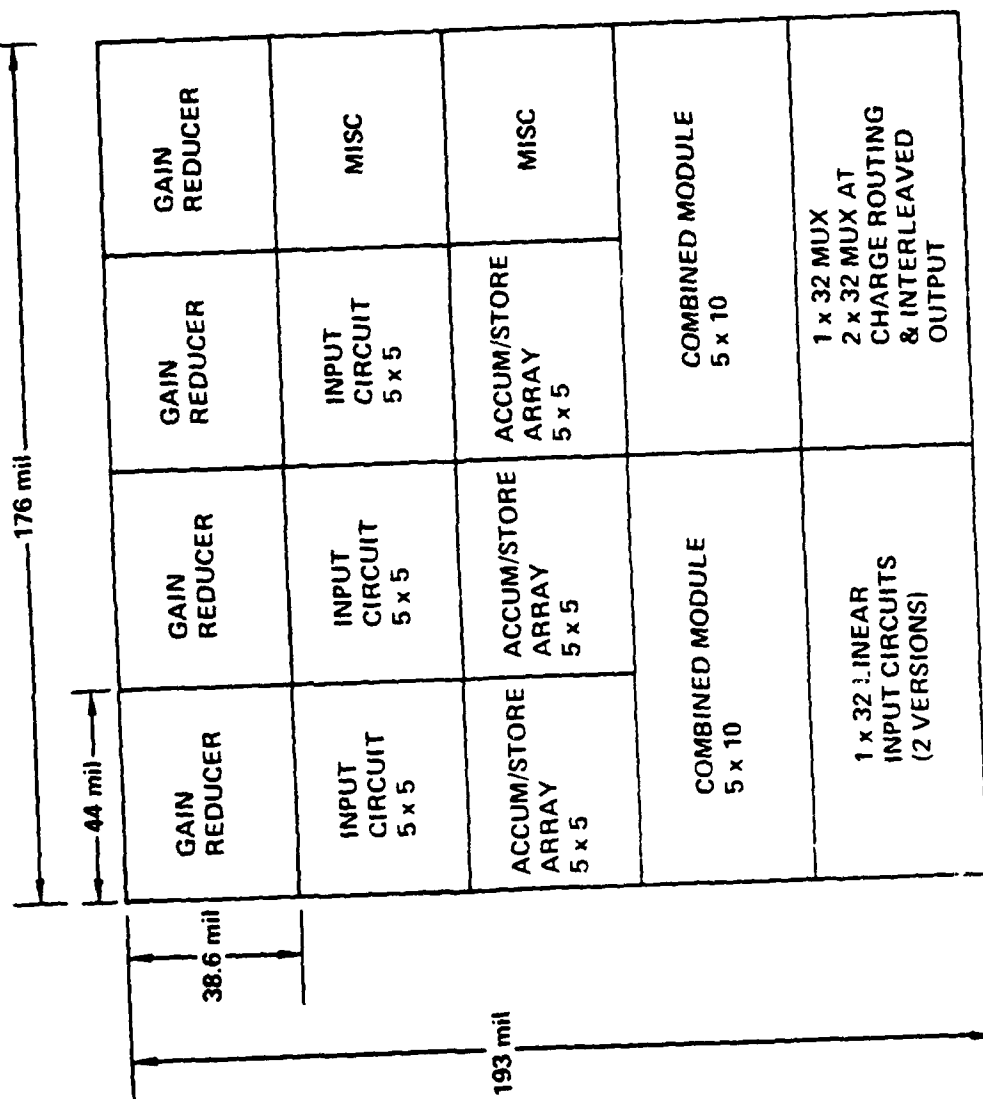 176 mil
44 mil
38.6 mil
193 mil
GAIN
REDUCER
GAIN
REDUCER
GAIN
REDUCER
GAIN
REDUCER
INPUT
CIRCUIT
5 x 5
INPUT
CIRCUIT
5 x 5
INPUT
CIRCUIT
5 x 5
MISC
ACCUM/STORE
ARRAY
5 x 5
ACCUM/STORE
ARRAY
5 x 5
ACCUM/STORE
ARRAY
5 x 5
MISC
COMBINED MODULE
5 x 10
COMBINED MODULE
5 x 10
1 x 32 LINEAR
INPUT CIRCUITS
(2 VERSIONS)
1 x 32 MUX
2 x 32 MUX AT
CHARGE ROUTING
& INTERLEAVED
OUTPUT